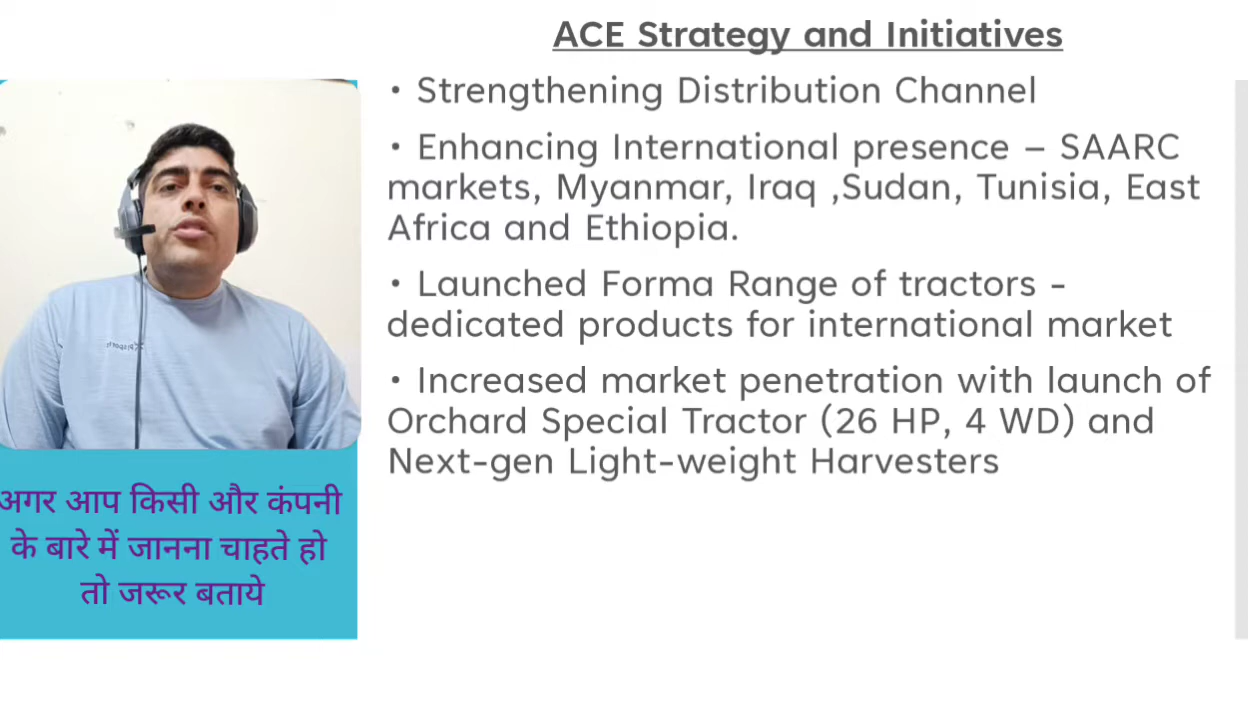 ACE Strategy and Initiatives
• Strengthening Distribution Channel
• Enhancing International presence – SAARC
markets, Myanmar, Iraq ,Sudan, Tunisia, East
Africa and Ethiopia.
• Launched Forma Range of tractors -
dedicated products for international market
• Increased market penetration with launch of
Orchard Special Tractor (26 HP, 4 WD) and
Next-gen Light-weight Harvesters
अगर आप किसी और कंपनी
के बारे में जानना चाहते हो
तो जरूर बताये